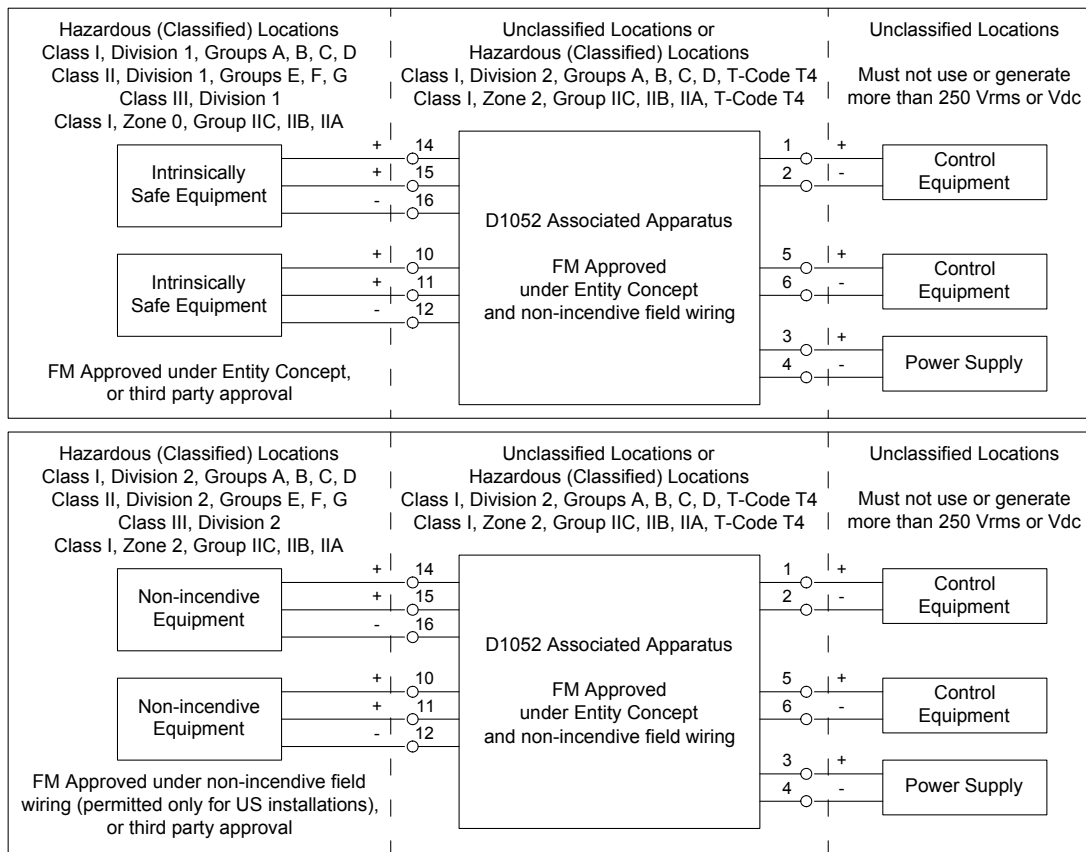 Hazardous (Classified) Locations
Class I, Division 1, Groups A, B, C, D
Class II, Division 1, Groups E, F, G
Class III, Division 1
Class I, Zone 0, Group IIC, IIB, IIA
Unclassified Locations or
Hazardous (Classified) Locations
Class I, Division 2, Groups A, B, C, D, T-Code T4
Class I, Zone 2, Group IIC, IIB, IIA, T-Code T4
Unclassified Locations
Must not use or generate
more than 250 Vrms or Vdc
Intrinsically
Safe Equipment
+ 14
+ 15
- 16
Intrinsically
Safe Equipment
+ 10
+ 11
- 12
FM Approved under Entity Concept,
or third party approval
D1052 Associated Apparatus
FM Approved
under Entity Concept
and non-incendive field wiring
1 +
2 -
Control
Equipment
5 +
6 -
Control
Equipment
3 +
4 -
Power Supply
Hazardous (Classified) Locations
Class I, Division 2, Groups A, B, C, D
Class II, Division 2, Groups E, F, G
Class III, Division 2
Class I, Zone 2, Group IIC, IIB, IIA
Unclassified Locations or
Hazardous (Classified) Locations
Class I, Division 2, Groups A, B, C, D, T-Code T4
Class I, Zone 2, Group IIC, IIB, IIA, T-Code T4
Unclassified Locations
Must not use or generate
more than 250 Vrms or Vdc
Non-incendive
Equipment
+ 14
+ 15
- 16
Non-incendive
Equipment
+ 10
+ 11
- 12
FM Approved under non-incendive field
wiring (permitted only for US installations),
or third party approval
D1052 Associated Apparatus
FM Approved
under Entity Concept
and non-incendive field wiring
1 +
2 -
Control
Equipment
5 +
6 -
Control
Equipment
3 +
4 -
Power Supply